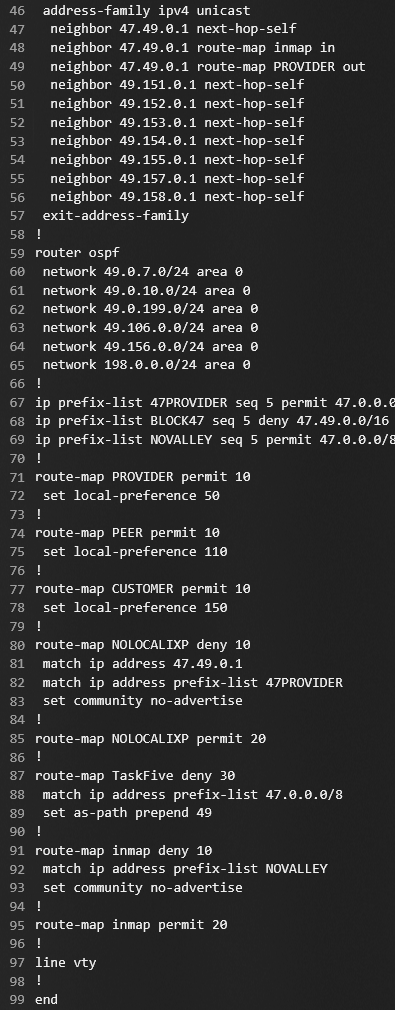 46 address-family ipv4 unicast
47 neighbor 47.49.0.1 next-hop-self
48 neighbor 47.49.0.1 route-map inmap in
49 neighbor 47.49.0.1 route-map PROVIDER out
50 neighbor 49.151.0.1 next-hop-self
51 neighbor 49.152.0.1 next-hop-self
52 neighbor 49.153.0.1 next-hop-self
53 neighbor 49.154.0.1 next-hop-self
54 neighbor 49.155.0.1 next-hop-self
55 neighbor 49.157.0.1 next-hop-self
56 neighbor 49.158.0.1 next-hop-self
57 exit-address-family
58 !
59 router ospf
60 network 49.0.7.0/24 area 0
61 network 49.0.10.0/24 area 0
62 network 49.0.199.0/24 area 0
63 network 49.106.0.0/24 area 0
64 network 49.156.0.0/24 area 0
65 network 198.0.0.0/24 area 0
66 !
67 ip prefix-list 47PROVIDER seq 5 permit 47.0.0.0
68 ip prefix-list BLOCK47 seq 5 deny 47.49.0.0/16
69 ip prefix-list NOVALLEY seq 5 permit 47.0.0.0/8
70 !
71 route-map PROVIDER permit 10
72 set local-preference 50
73 !
74 route-map PEER permit 10
75 set local-preference 110
76 !
77 route-map CUSTOMER permit 10
78 set local-preference 150
79 !
80 route-map NOLOCALIXP deny 10
81 match ip address 47.49.0.1
82 match ip address prefix-list 47PROVIDER
83 set community no-advertise
84 !
85 route-map NOLOCALIXP permit 20
86 !
87 route-map TaskFive deny 30
88 match ip address prefix-list 47.0.0.0/8
89 set as-path prepend 49
90 !
91 route-map inmap deny 10
92 match ip address prefix-list NOVALLEY
93 set community no-advertise
94 !
95 route-map inmap permit 20
96 !
97 line vty
98 !
99 end